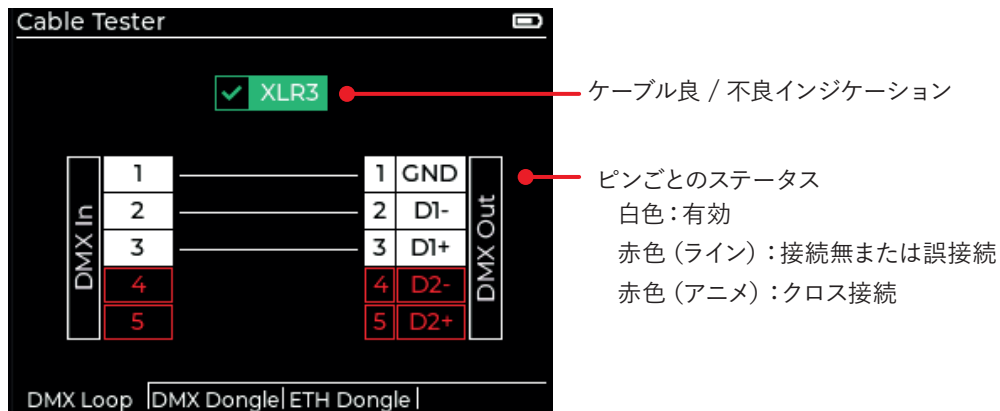 Cable Tester
XLR3
ケーブル良 / 不良インジケーション
DMX In
1
2
3
4
5
1 GND
2 D1-
3 D1+
4 D2-
5 D2+
DMX Out
ピンごとのステータス
白色：有効
赤色（ライン）：接続無または誤接続
赤色（アニメ）：クロス接続
DMX Loop DMX Dongle ETH Dongle